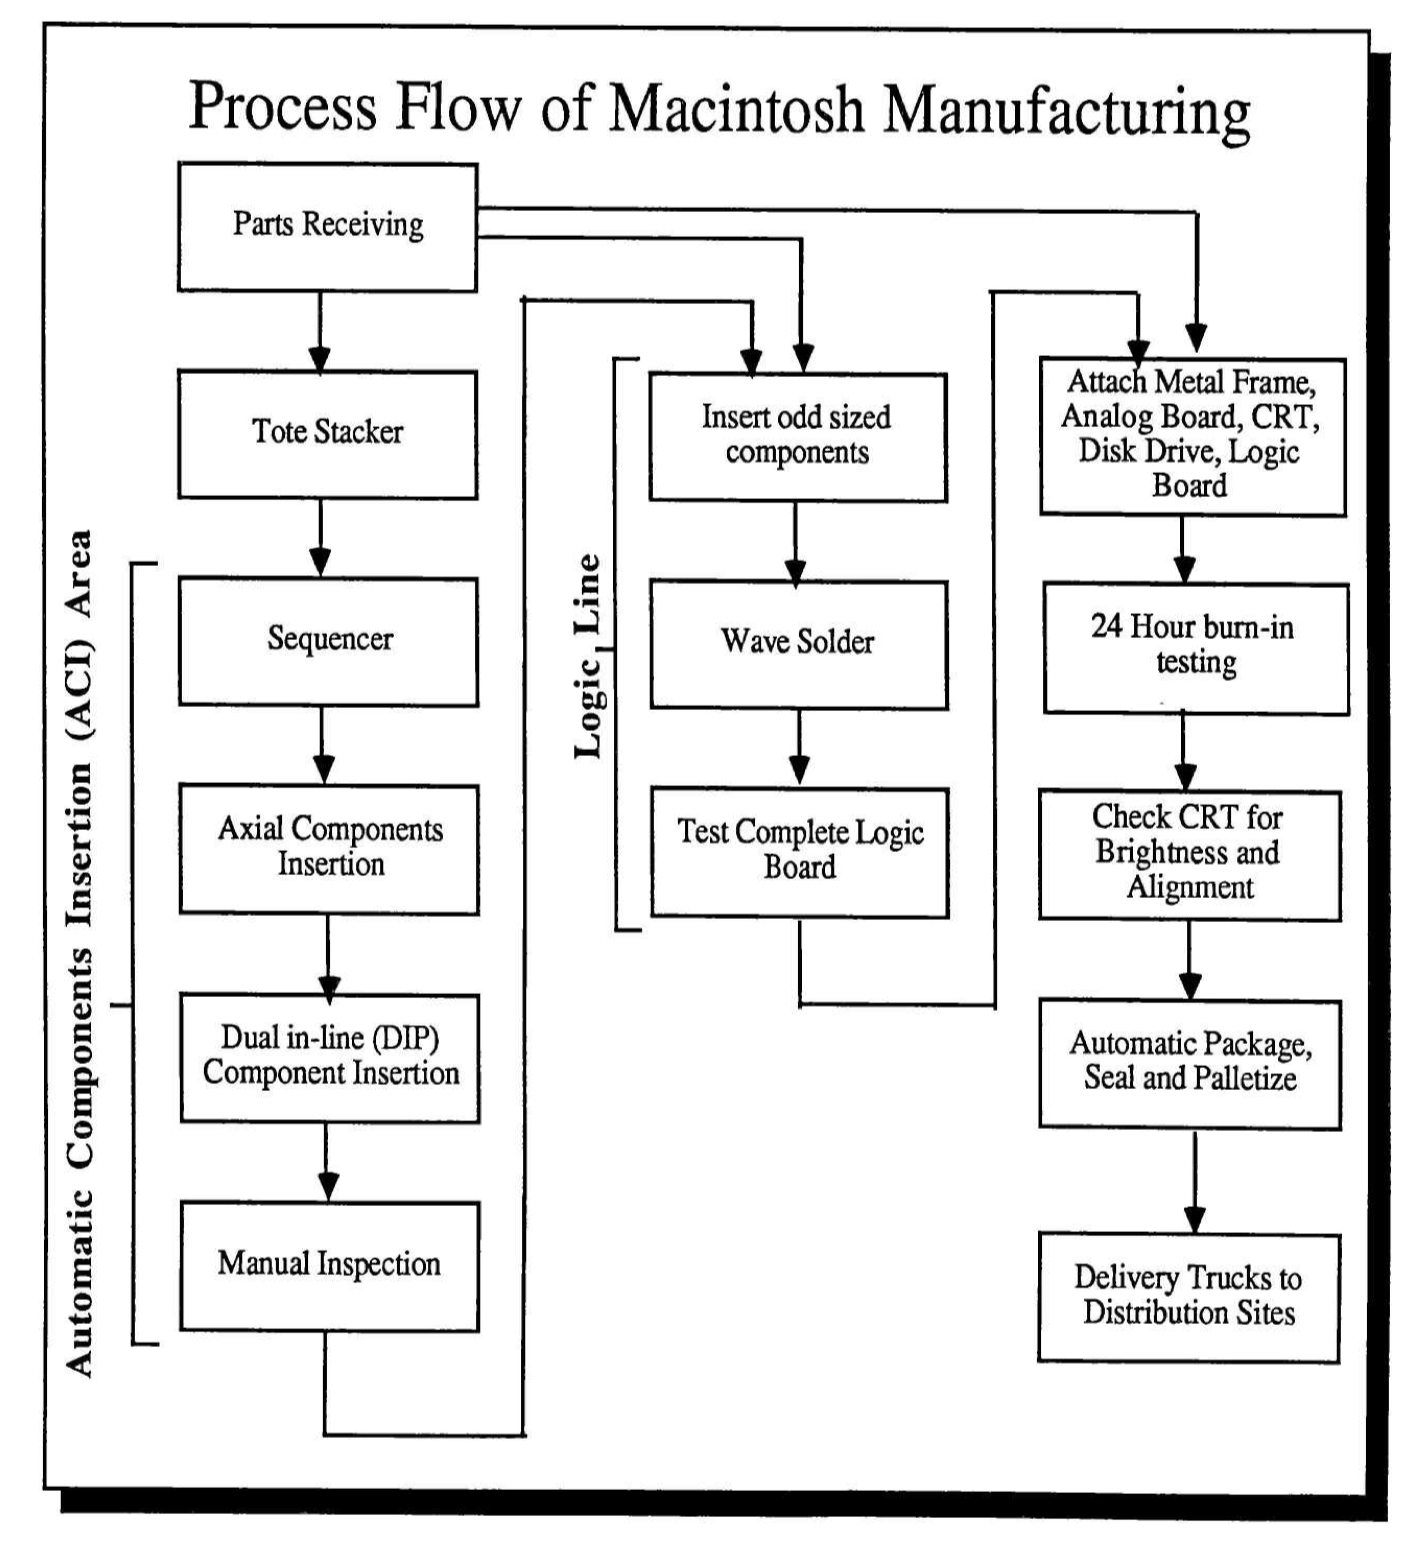 Process Flow of Macintosh Manufacturing
Parts Receiving
Tote Stacker
Automatic Components Insertion (ACI) Area
Sequencer
Axial Components
Insertion
Dual in-line (DIP)
Component Insertion
Manual Inspection
Logic Line
Insert odd sized
components
Wave Solder
Test Complete Logic
Board
Attach Metal Frame,
Analog Board, CRT,
Disk Drive, Logic
Board
24 Hour burn-in
testing
Check CRT for
Brightness and
Alignment
Automatic Package,
Seal and Palletize
Delivery Trucks to
Distribution Sites